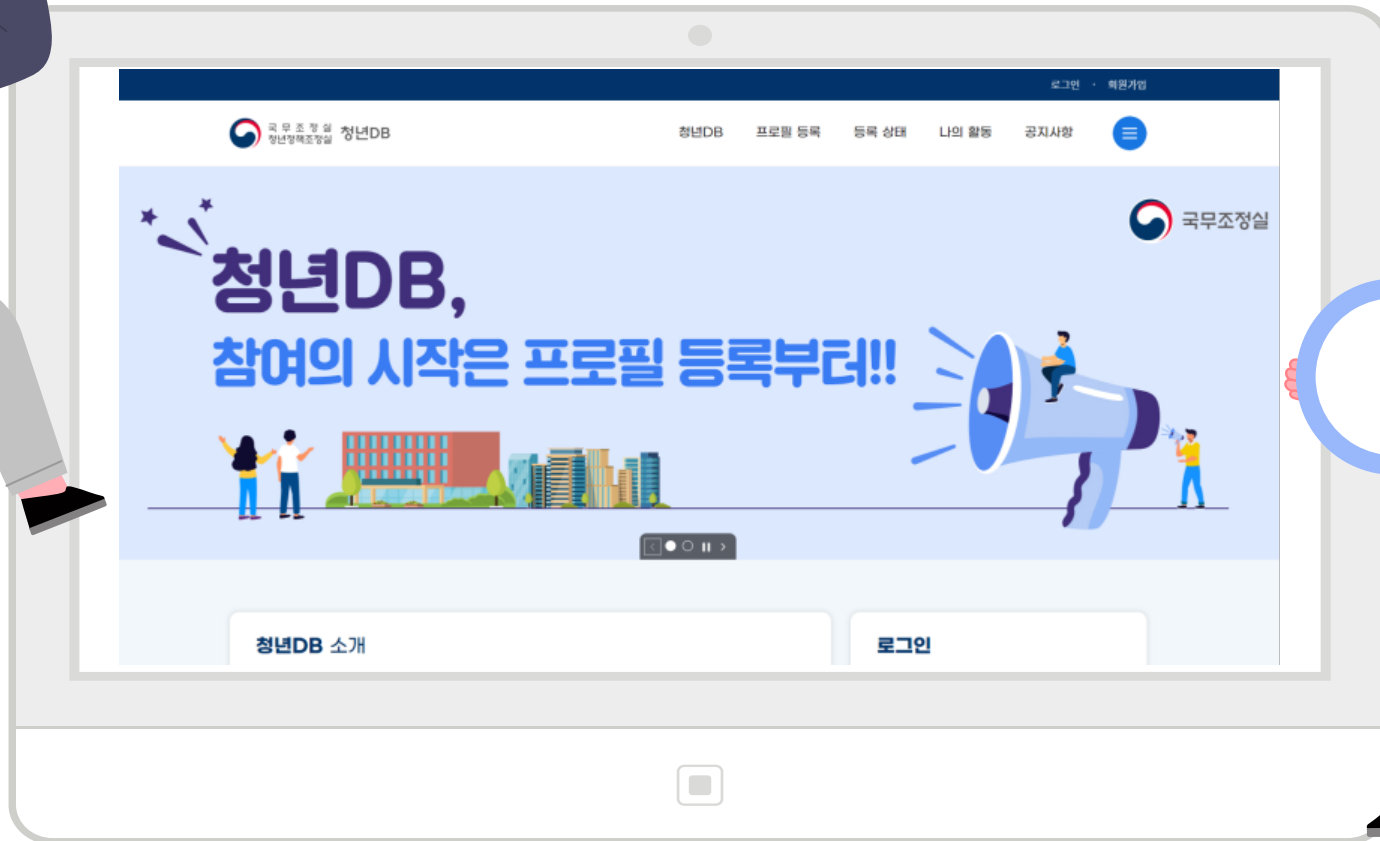 로그인 · 회원가입
국무조정실
청년정책조정실
청년DB
청년DB 프로필 등록 등록 상태 나의 활동 공지사항
국무조정실
청년DB,
참여의 시작은 프로필 등록부터!!
청년DB 소개
로그인